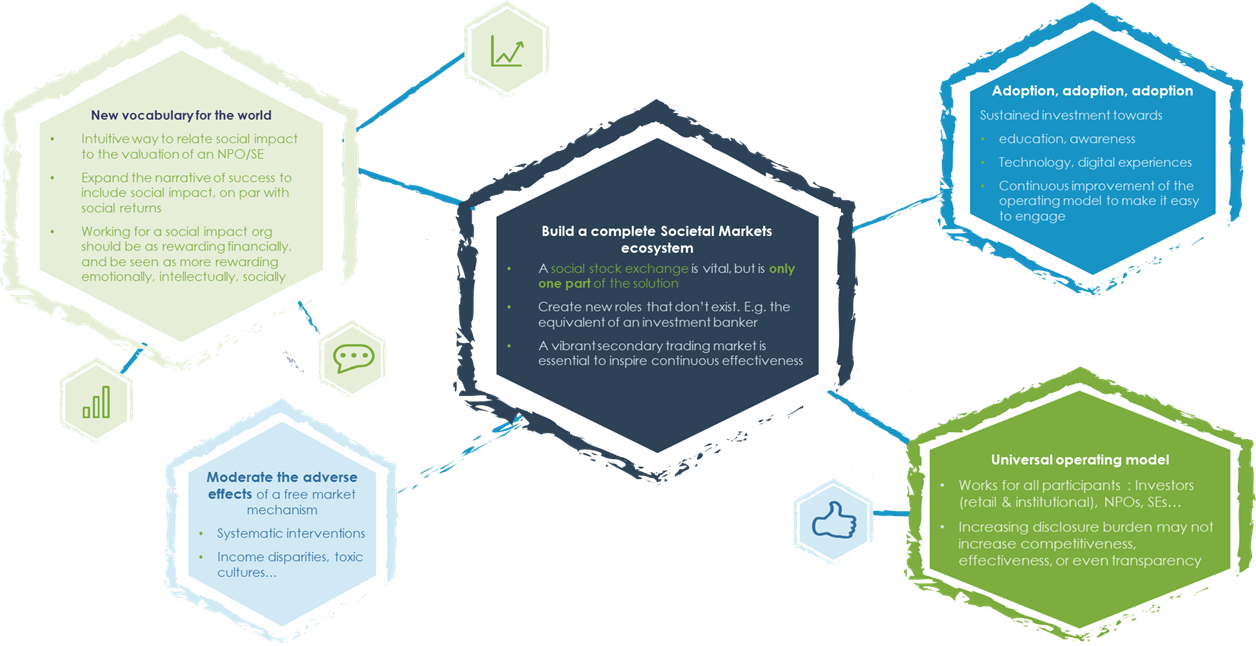 New vocabulary for the world
• Intuitive way to relate social impact
to the valuation of an NPO/SE
• Expand the narrative of success to
include social impact, on par with
social returns
• Working for a social impact org
should be as rewarding financially,
and be seen as more rewarding
emotionally, intellectually, socially
Build a complete Societal Markets
ecosystem
• A social stock exchange is vital, but is only
one part of the solution
• Create new roles that don't exist. E.g. the
equivalent of an investment banker
• A vibrant secondary trading market is
essential to inspire continuous effectiveness
Adoption, adoption, adoption
Sustained investment towards
• education, awareness
• Technology, digital experiences
• Continuous improvement of the
operating model to make it easy
to engage
Moderate the adverse
effects of a free market
mechanism
• Systematic interventions
• Income disparities, toxic
cultures...
Universal operating model
• Works for all participants : Investors
(retail & institutional), NPOs, SEs...
• Increasing disclosure burden may not
increase competitiveness,
effectiveness, or even transparency